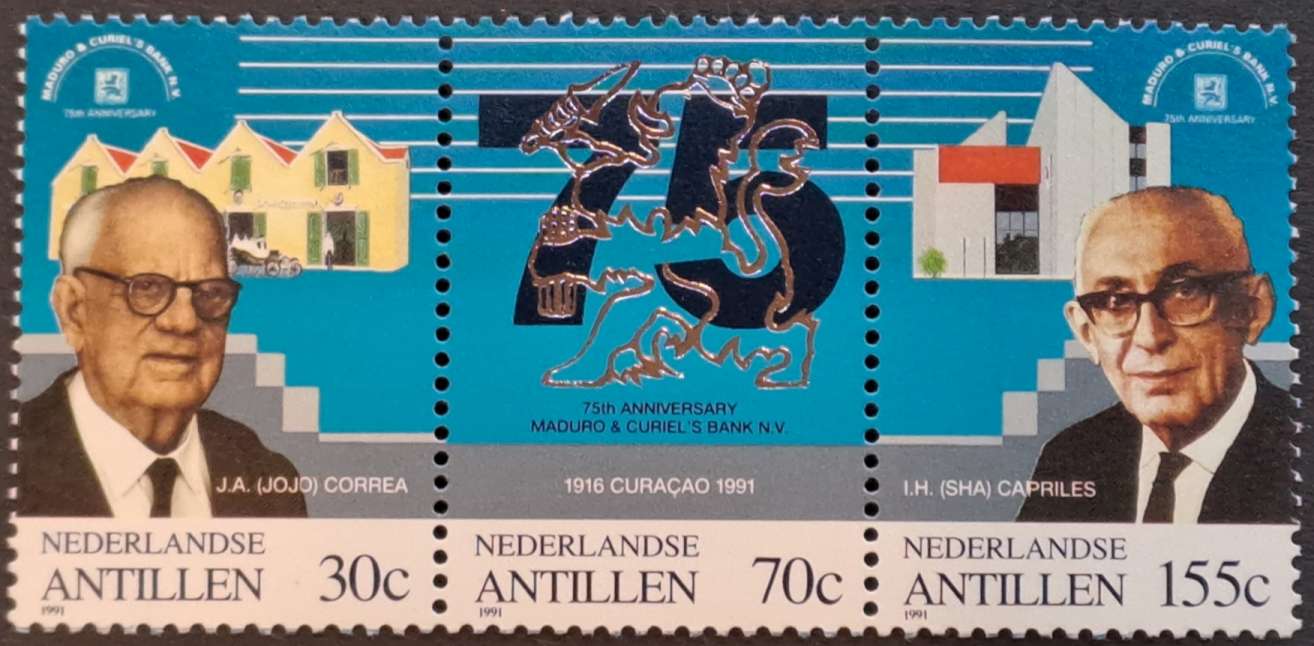 MADURO & CURIEL'S BANK N.V.
75th ANNIVERSARY
J.A. (JOJO) CORREA
NEDERLANDSE
ANTILLEN 30c
1991
75
75th ANNIVERSARY
MADURO & CURIEL'S BANK N.V.
1916 CURAÇAO 1991
NEDERLANDSE
ANTILLEN 70c
1991
MADURO & CURIEL'S BANK N.V.
75th ANNIVERSARY
I.H. (SHA) CAPRILES
NEDERLANDSE
ANTILLEN 155c
1991